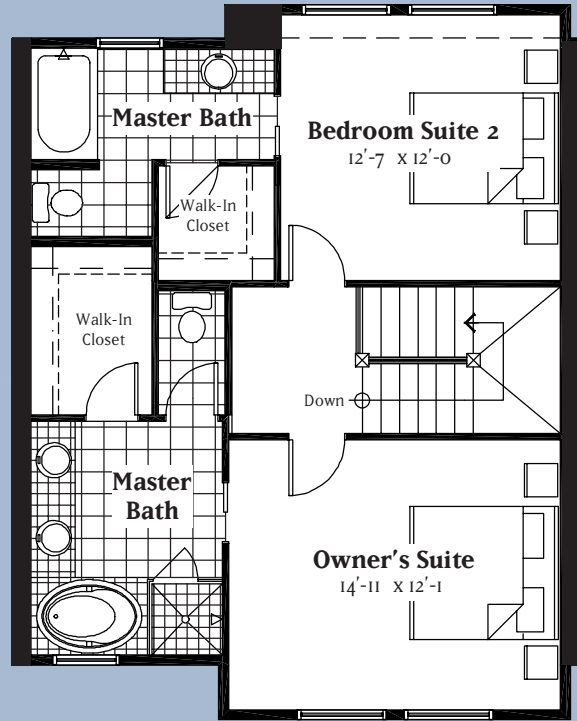 Master Bath
Bedroom Suite 2
12'-7 X 12'-0
Walk-In
Closet
Walk-In
Closet
Down
Master
Bath
Owner's Suite
14'-11 X 12'-1